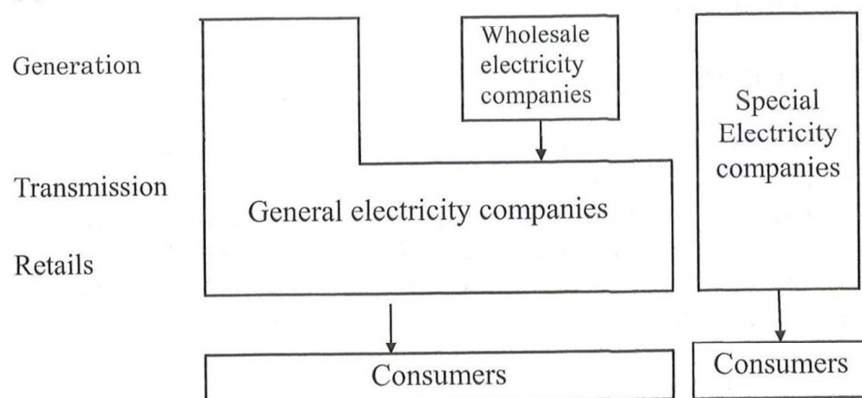 Generation
Wholesale
electricity
companies
Special
Electricity
companies
Transmission
General electricity companies
Retails
Consumers
Consumers